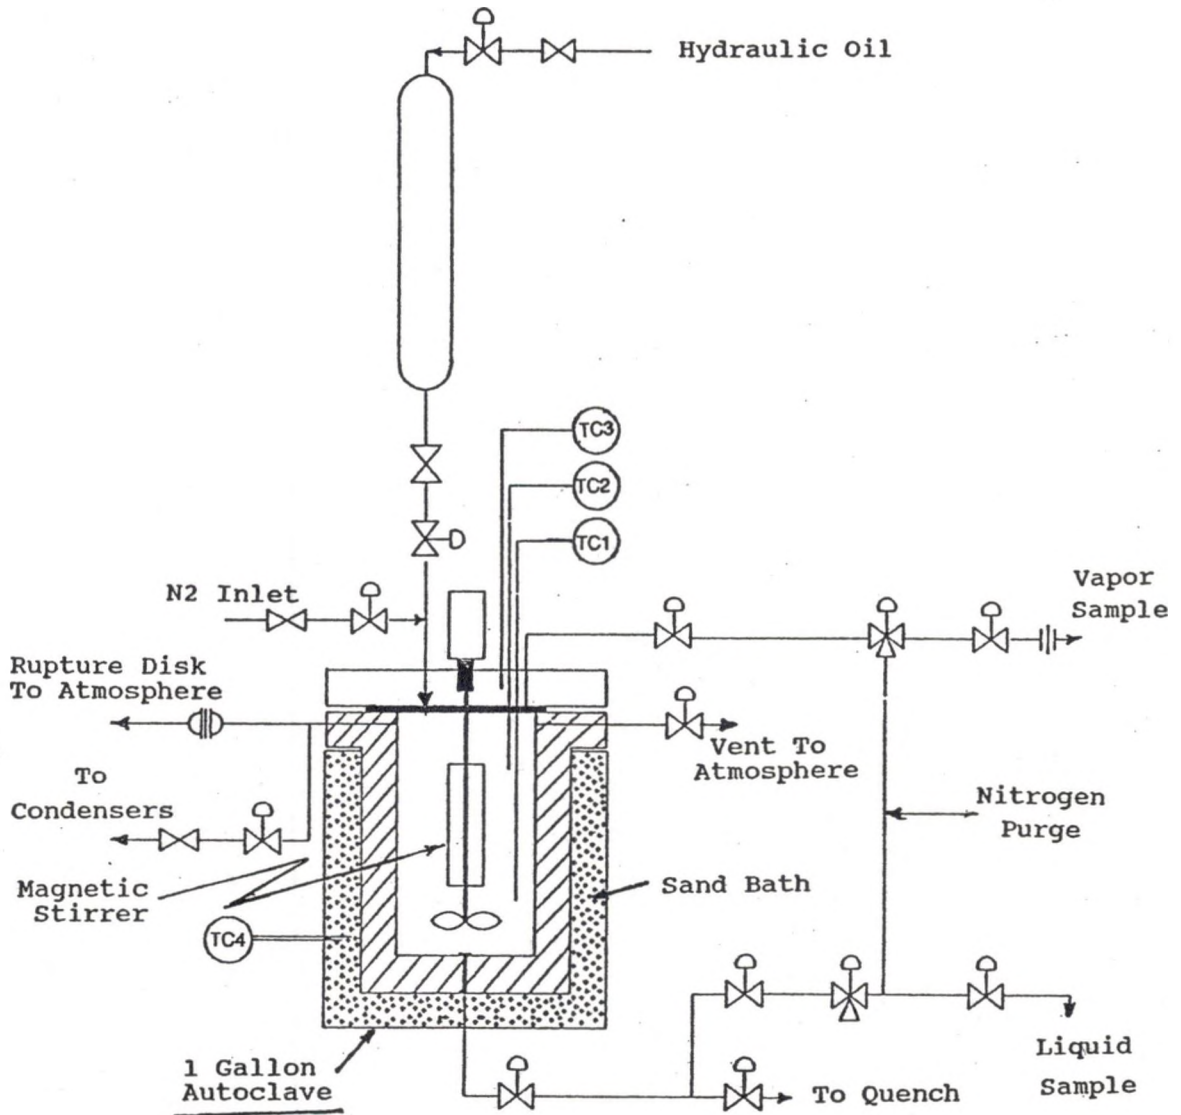 Hydraulic Oil
TC3
TC2
TC1
N2 Inlet
Vapor
Sample
Rupture Disk
To Atmosphere
Vent To
Atmosphere
To
Condensers
Nitrogen
Purge
Magnetic
Stirrer
Sand Bath
TC4
1 Gallon
Autoclave
To Quench
Liquid
Sample